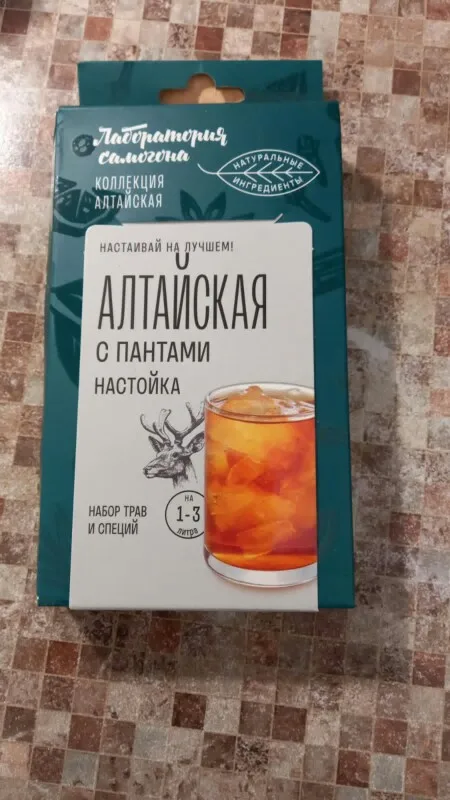 Лаборатория
самогона
КОЛЛЕКЦИЯ
АЛТАЙСКАЯ
НАТУРАЛЬНЫЕ
ИНГРЕДИЕНТЫ
НАСТАИВАЙ НА ЛУЧШЕМ!
АЛТАЙСКАЯ
С ПАНТАМИ
НАСТОЙКА
НАБОР ТРАВ
И СПЕЦИЙ
НА
1-3
ЛИТРА